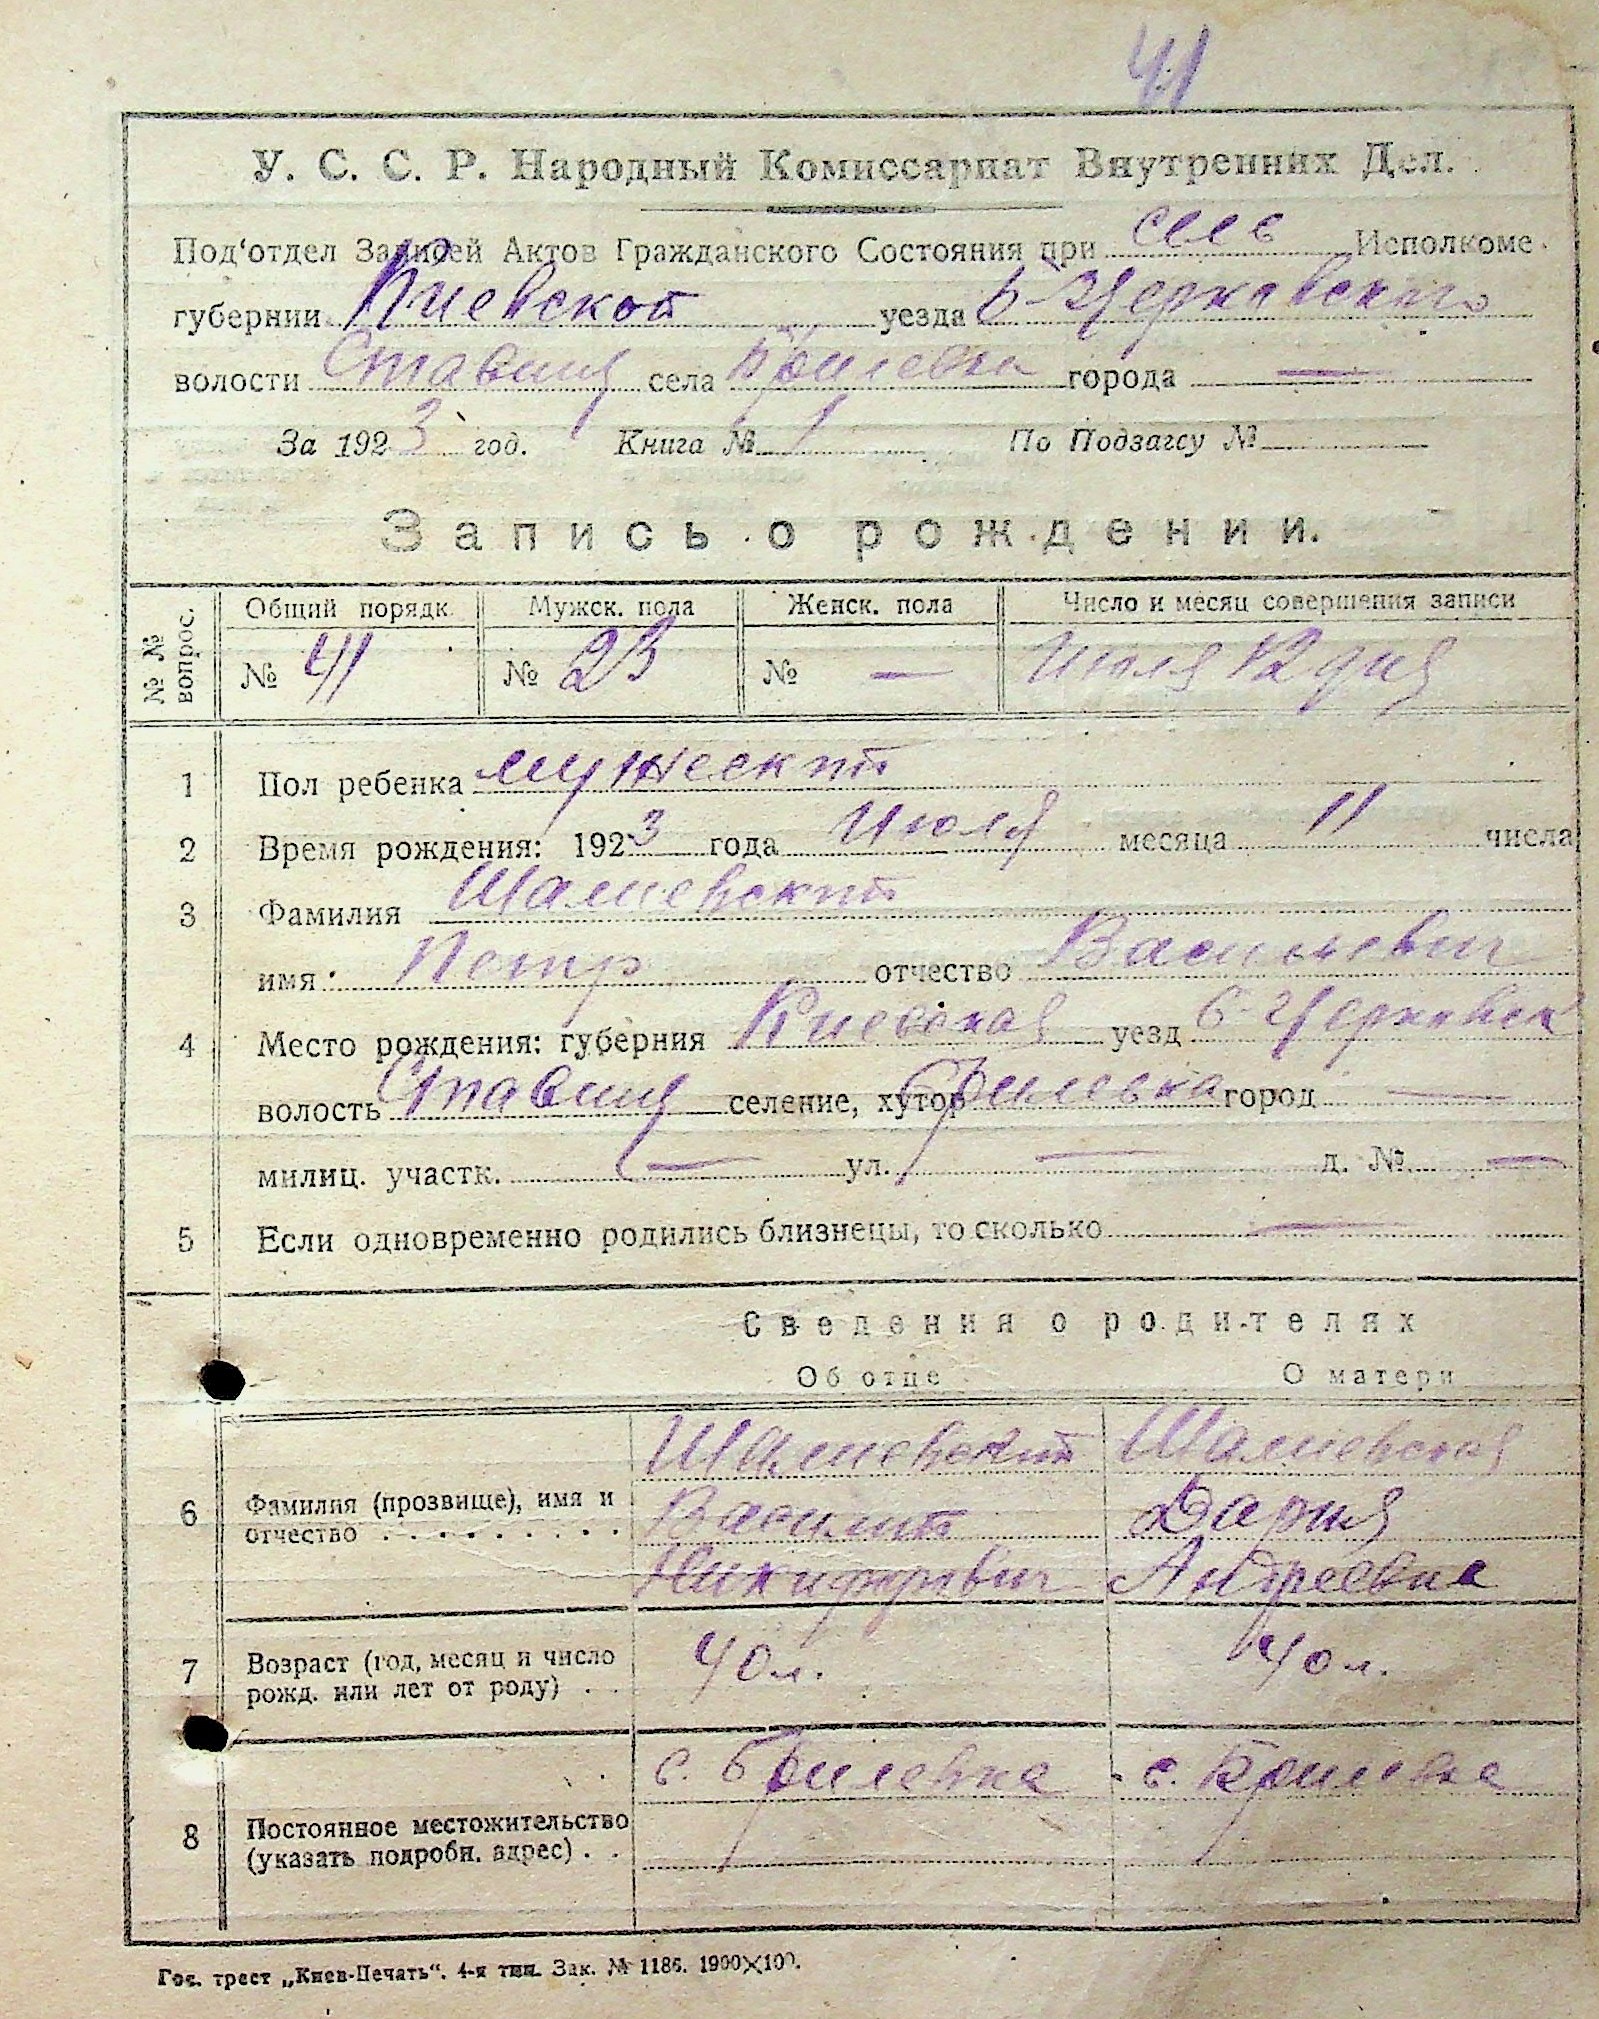 41
У. С. С. Р. Народный Комиссариат Внутренних Дел.
Под‘отдел Записей Актов Гражданского Состояния при сель Исполкоме
губернии Киевской уезда Б-Церковского
волости Ставищ села Брилевки города —
За 1923 год. Книга № 1 По Подзагсу №
Запись о рождении.
№ № вопрос. Общий порядк. Мужск. пола Женск. пола Число и месяц совершения записи
№ 41 № 23 № — Июля 12 дня
1 Пол ребенка мужеский
2 Время рождения: 1923 года Июля месяца 11 числа
3 Фамилия Шамиевский
имя Петр отчество Васильевич
4 Место рождения: губерния Киевская уезд Б-Церковск
волость Ставищ селение, хутор Брилевка город —
милиц. участк. — ул. — д. № —
5 Если одновременно родились близнецы, то сколько —
Сведения о родителях
Об отце О матери
Шамиевский Шамиевская
6 Фамилия (прозвище), имя и Василий Дария
отчество . . . . . . . . . Никифорович Андреевна
7 Возраст (год, месяц и число 40 л. 40 л.
рожд. или лет от роду) . .
с. Брилевка с. Брилевка
8 Постоянное местожительство
(указать подробн. адрес) . .
Гос. трест „Киев-Печать“. 4-я тип. Зак. № 1186. 1900×100.